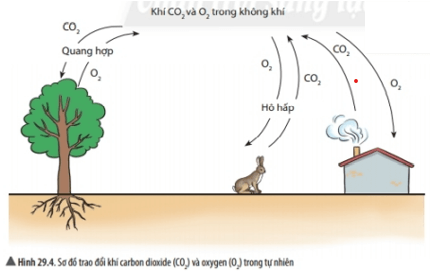 Khí CO₂ và O₂ trong không khí
CO₂
Quang hợp
O₂
O₂
CO₂
Hô hấp
CO₂
O₂
Hình 29.4. Sơ đồ trao đổi khí carbon dioxide (CO₂) và oxygen (O₂) trong tự nhiên